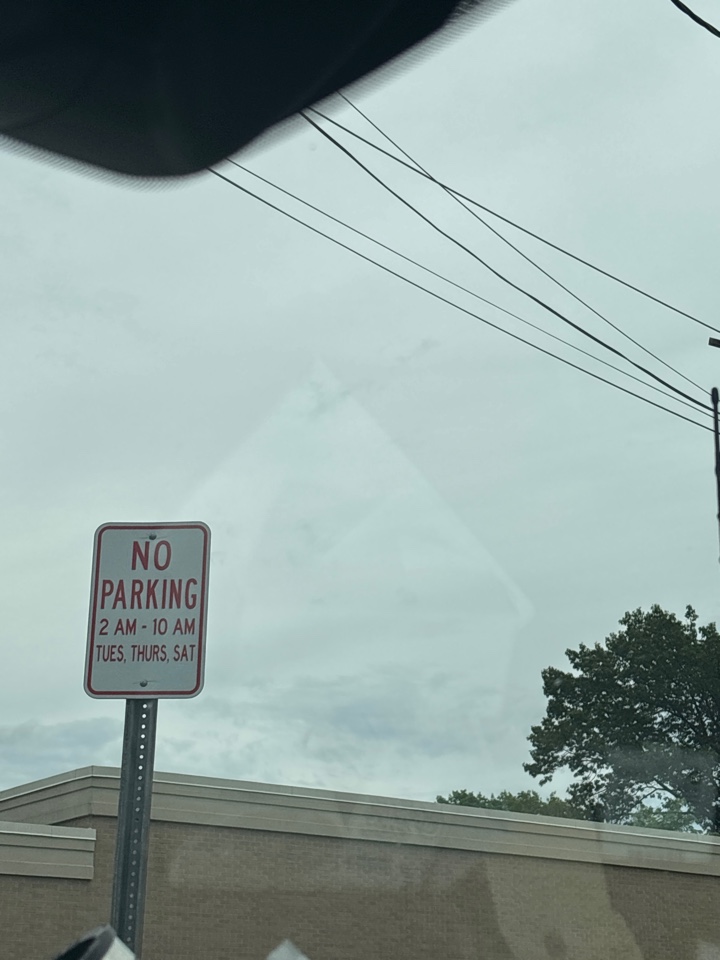 NO
PARKING
2 AM - 10 AM
TUES, THURS, SAT